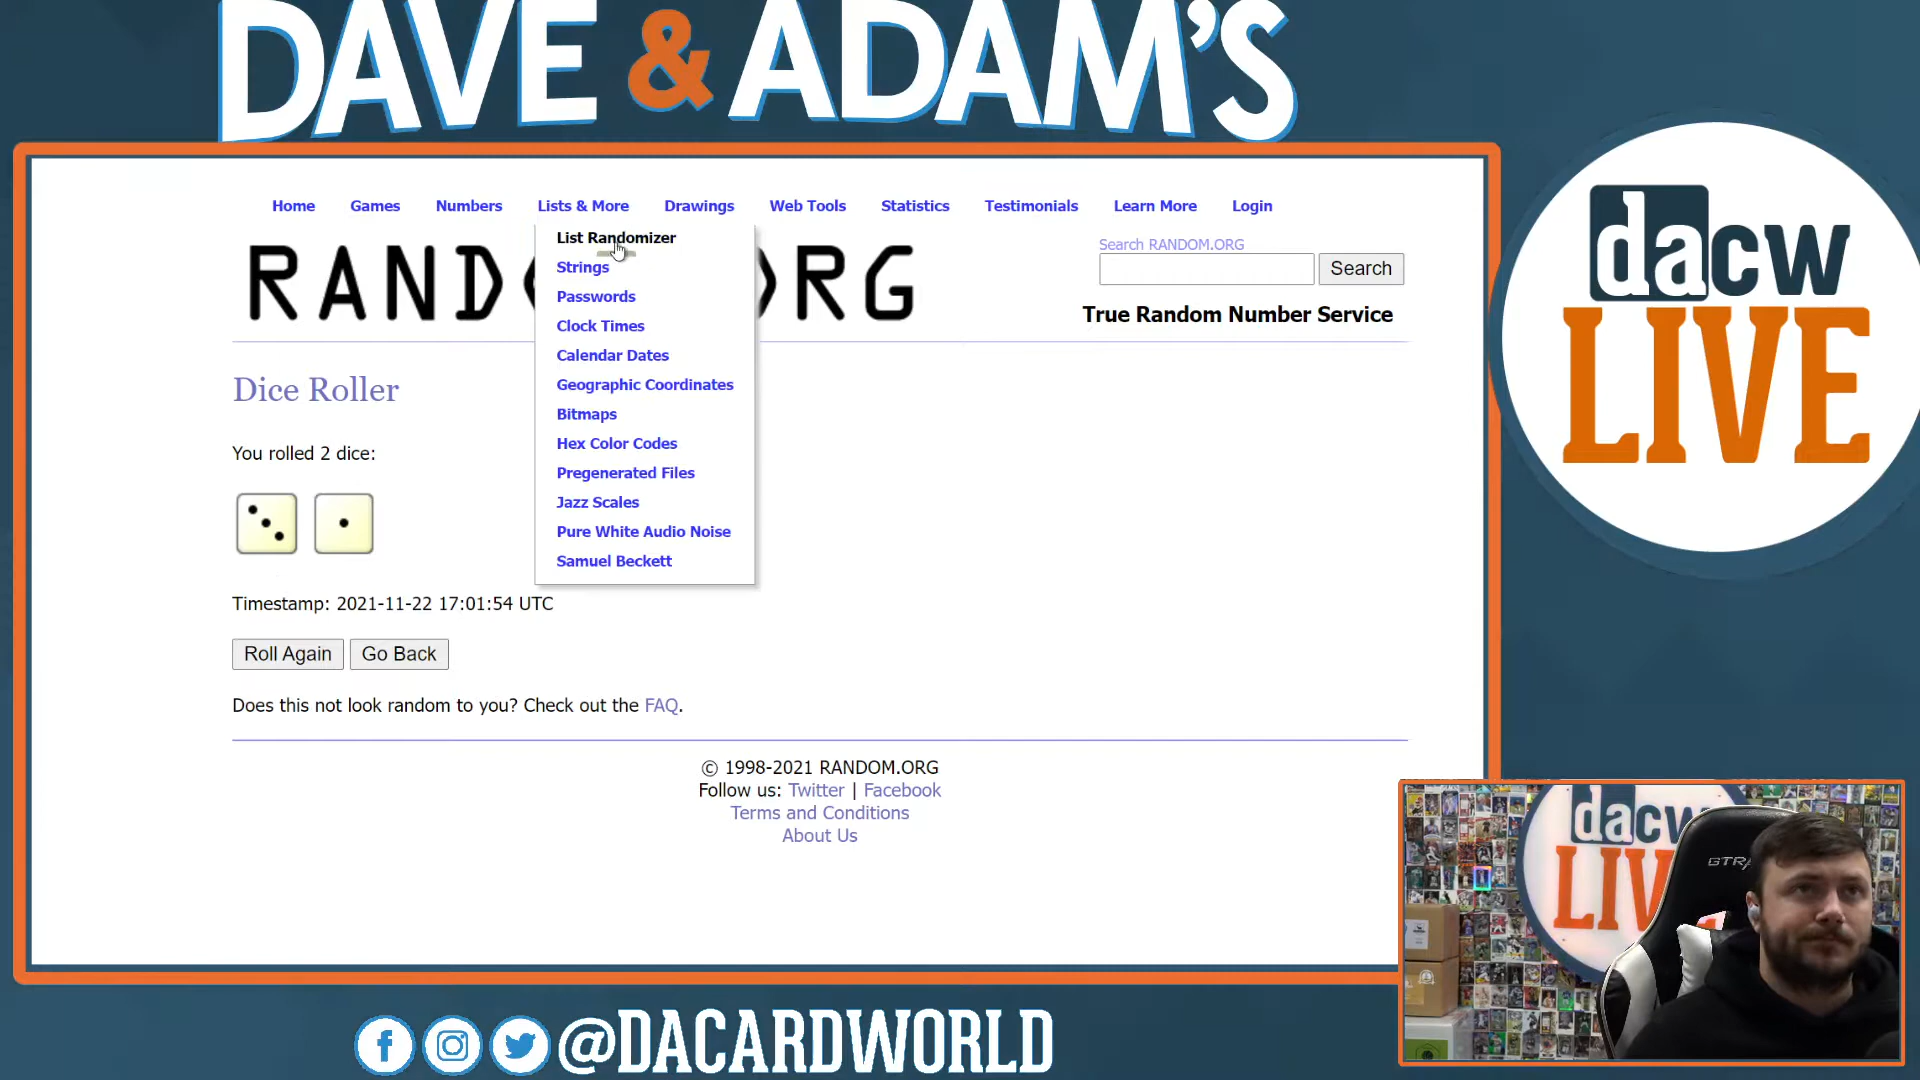 DAVE & ADAM'S
Home Games Numbers Lists & More Drawings Web Tools Statistics Testimonials Learn More Login
List Randomizer
Strings
Passwords
Clock Times
Calendar Dates
Geographic Coordinates
Bitmaps
Hex Color Codes
Pregenerated Files
Jazz Scales
Pure White Audio Noise
Samuel Beckett
Search RANDOM.ORG
Search
True Random Number Service
Dice Roller
You rolled 2 dice:
Timestamp: 2021-11-22 17:01:54 UTC
Roll Again Go Back
Does this not look random to you? Check out the FAQ.
© 1998-2021 RANDOM.ORG
Follow us: Twitter | Facebook
Terms and Conditions
About Us
dacw
LIVE
@DACARDWORLD